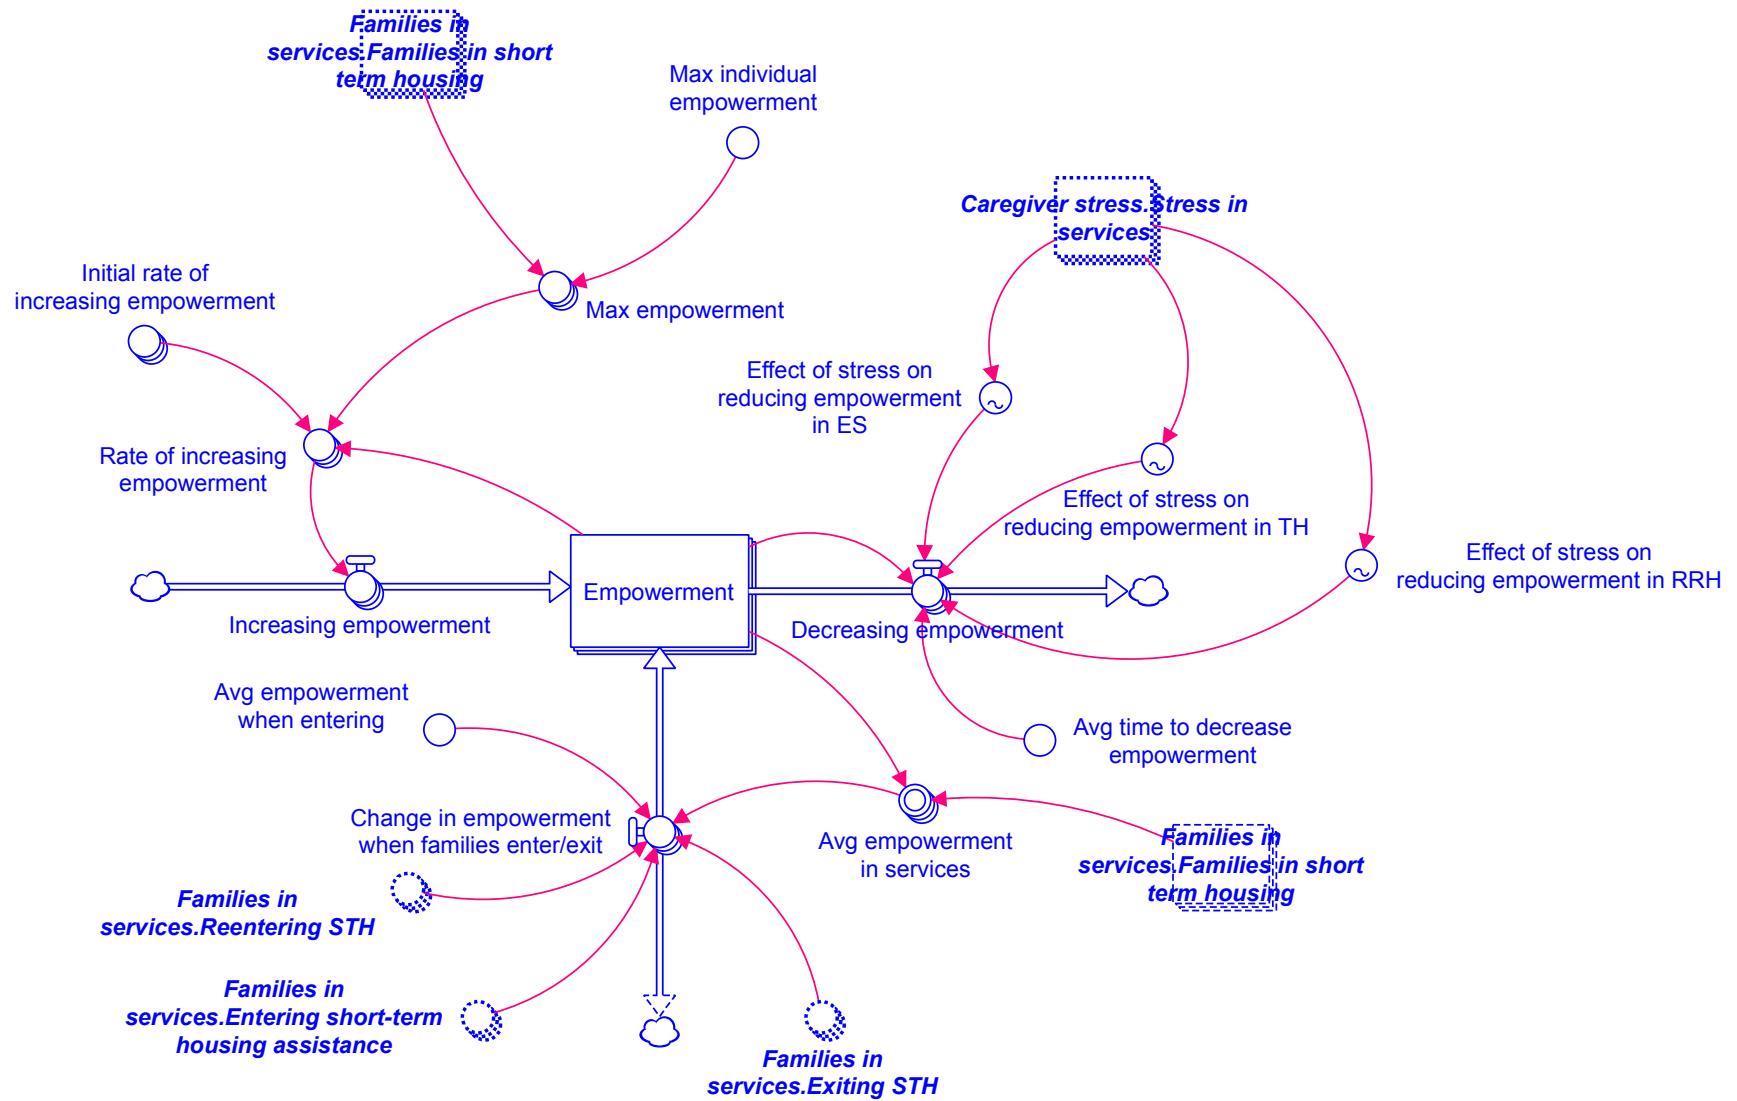 Families in
services.Families in short
term housing
Max individual
empowerment
Caregiver stress.Stress in
services
Initial rate of
increasing empowerment
Max empowerment
Effect of stress on
reducing empowerment
in ES
Rate of increasing
empowerment
Effect of stress on
reducing empowerment in TH
Effect of stress on
reducing empowerment in RRH
Empowerment
Increasing empowerment
Decreasing empowerment
Avg empowerment
when entering
Avg time to decrease
empowerment
Change in empowerment
when families enter/exit
Avg empowerment
in services
Families in
services.Families in short
term housing
Families in
services.Reentering STH
Families in
services.Entering short-term
housing assistance
Families in
services.Exiting STH